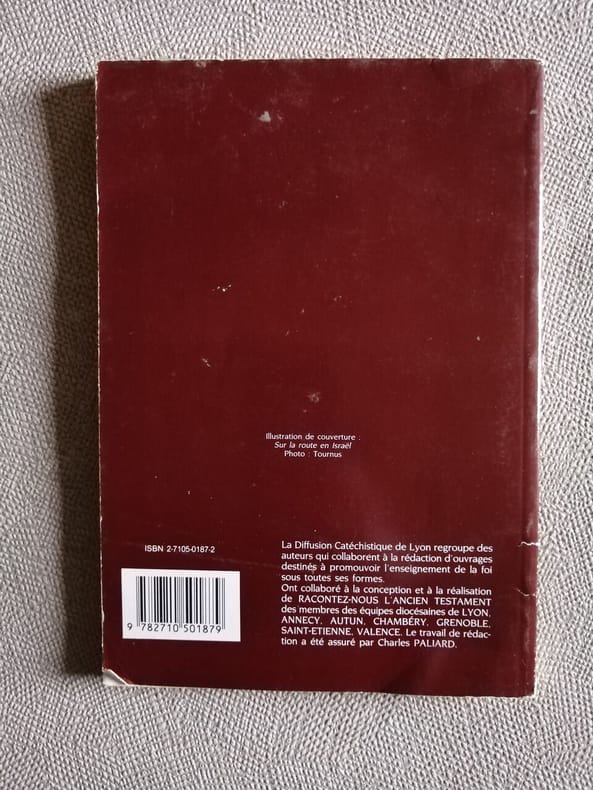 Illustration de couverture :
Sur la route en Israël
Photo : Tournus
ISBN 2-7105-0187-2
9 782710 501879
La Diffusion Catéchistique de Lyon regroupe des
auteurs qui collaborent à la rédaction d'ouvrages
destinés à promouvoir l'enseignement de la foi
sous toutes ses formes.
Ont collaboré à la conception et à la réalisation
de RACONTEZ-NOUS L'ANCIEN TESTAMENT
des membres des équipes diocésaines de LYON,
ANNECY, AUTUN, CHAMBÉRY, GRENOBLE,
SAINT-ETIENNE, VALENCE. Le travail de rédac-
tion a été assuré par Charles PALIARD.